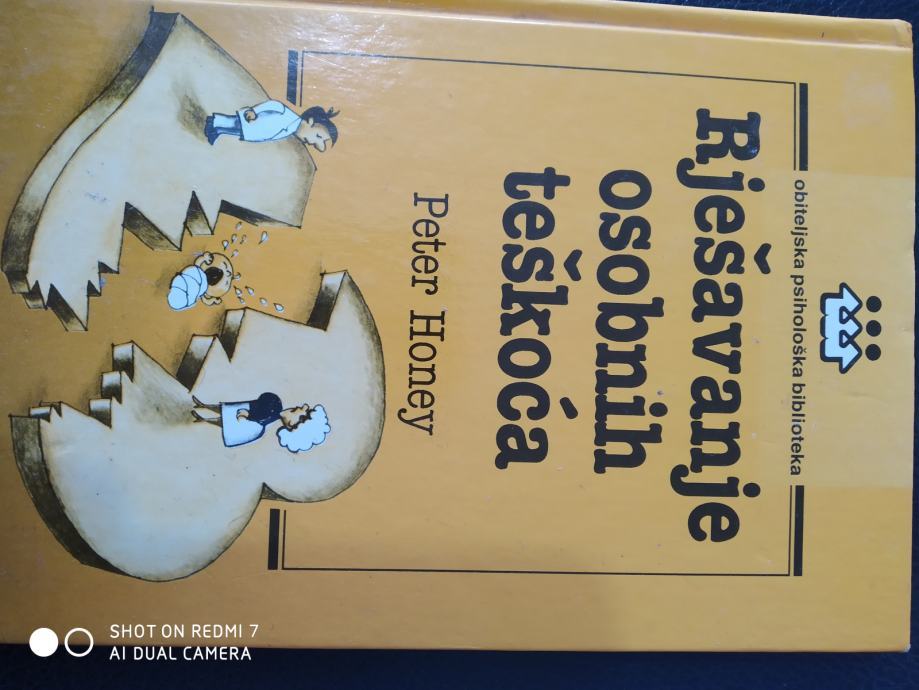 obiteljska psihološka biblioteka
Rješavanje
osobnih
teškoća
Peter Honey
SHOT ON REDMI 7
AI DUAL CAMERA